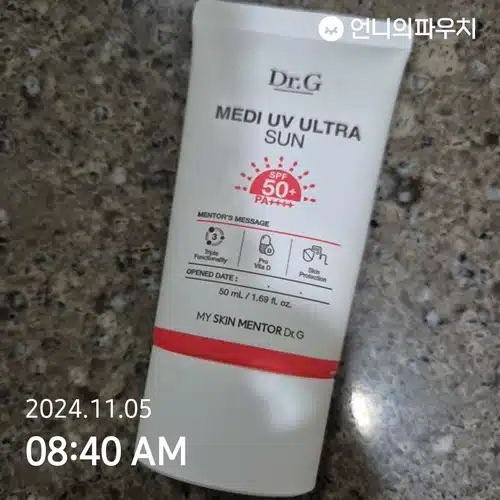 언니의파우치
Dr.G
MEDI UV ULTRA
SUN
SPF
50+
PA++++
MENTOR'S MESSAGE
3
Triple
Functionality
Pro
Vita D
Skin
Protection
OPENED DATE : . .
50 mL / 1.69 fl. oz.
MY SKIN MENTOR Dr.G
2024.11.05
08:40 AM